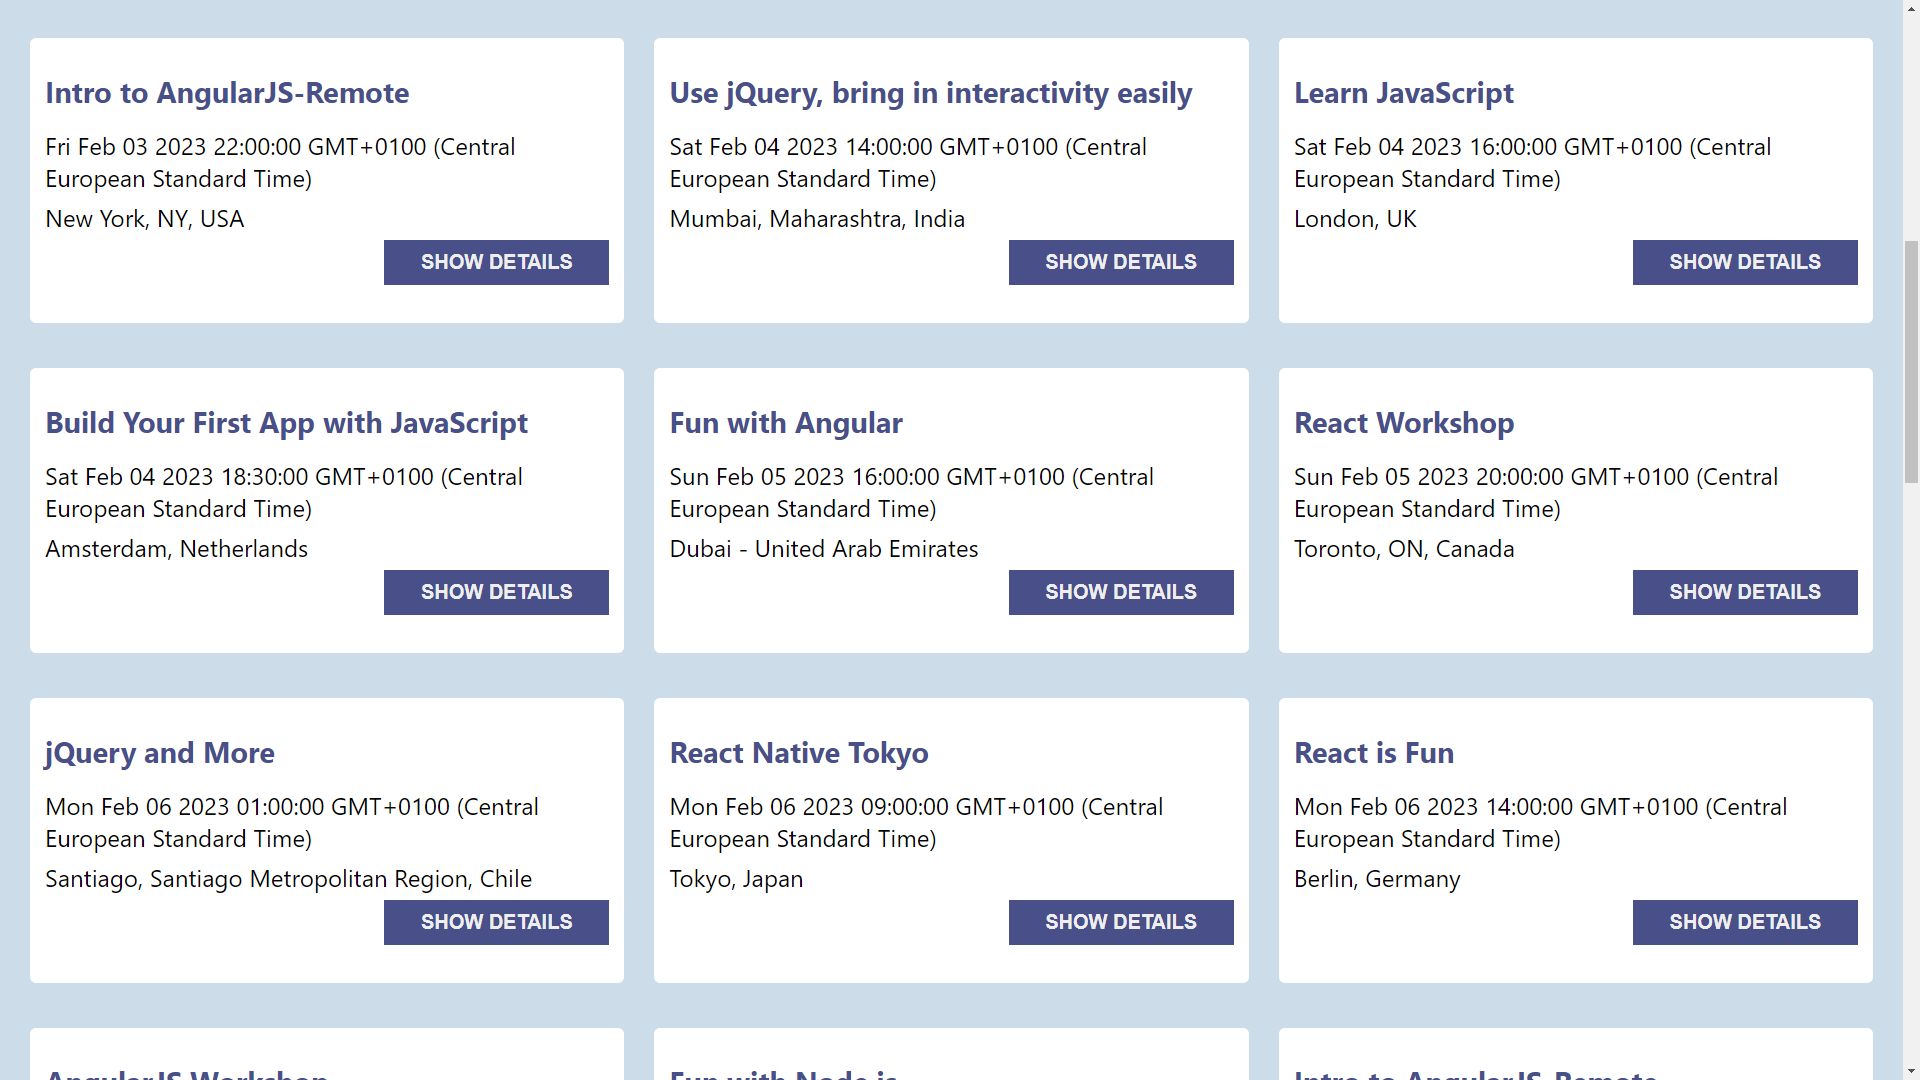 Intro to AngularJS-Remote
Fri Feb 03 2023 22:00:00 GMT+0100 (Central
European Standard Time)
New York, NY, USA
SHOW DETAILS
Use jQuery, bring in interactivity easily
Sat Feb 04 2023 14:00:00 GMT+0100 (Central
European Standard Time)
Mumbai, Maharashtra, India
SHOW DETAILS
Learn JavaScript
Sat Feb 04 2023 16:00:00 GMT+0100 (Central
European Standard Time)
London, UK
SHOW DETAILS
Build Your First App with JavaScript
Sat Feb 04 2023 18:30:00 GMT+0100 (Central
European Standard Time)
Amsterdam, Netherlands
SHOW DETAILS
Fun with Angular
Sun Feb 05 2023 16:00:00 GMT+0100 (Central
European Standard Time)
Dubai - United Arab Emirates
SHOW DETAILS
React Workshop
Sun Feb 05 2023 20:00:00 GMT+0100 (Central
European Standard Time)
Toronto, ON, Canada
SHOW DETAILS
jQuery and More
Mon Feb 06 2023 01:00:00 GMT+0100 (Central
European Standard Time)
Santiago, Santiago Metropolitan Region, Chile
SHOW DETAILS
React Native Tokyo
Mon Feb 06 2023 09:00:00 GMT+0100 (Central
European Standard Time)
Tokyo, Japan
SHOW DETAILS
React is Fun
Mon Feb 06 2023 14:00:00 GMT+0100 (Central
European Standard Time)
Berlin, Germany
SHOW DETAILS
AngularJS Workshop
Fun with Node.js
Intro to AngularJS-Remote